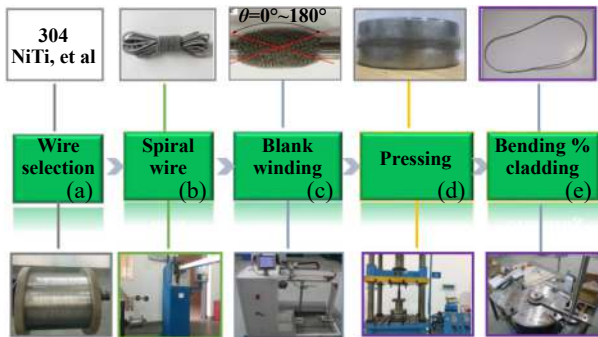 304
NiTi, et al
θ=0°~180°
Wire
selection
(a)
Spiral
wire
(b)
Blank
winding
(c)
Pressing
(d)
Bending %
cladding
(e)